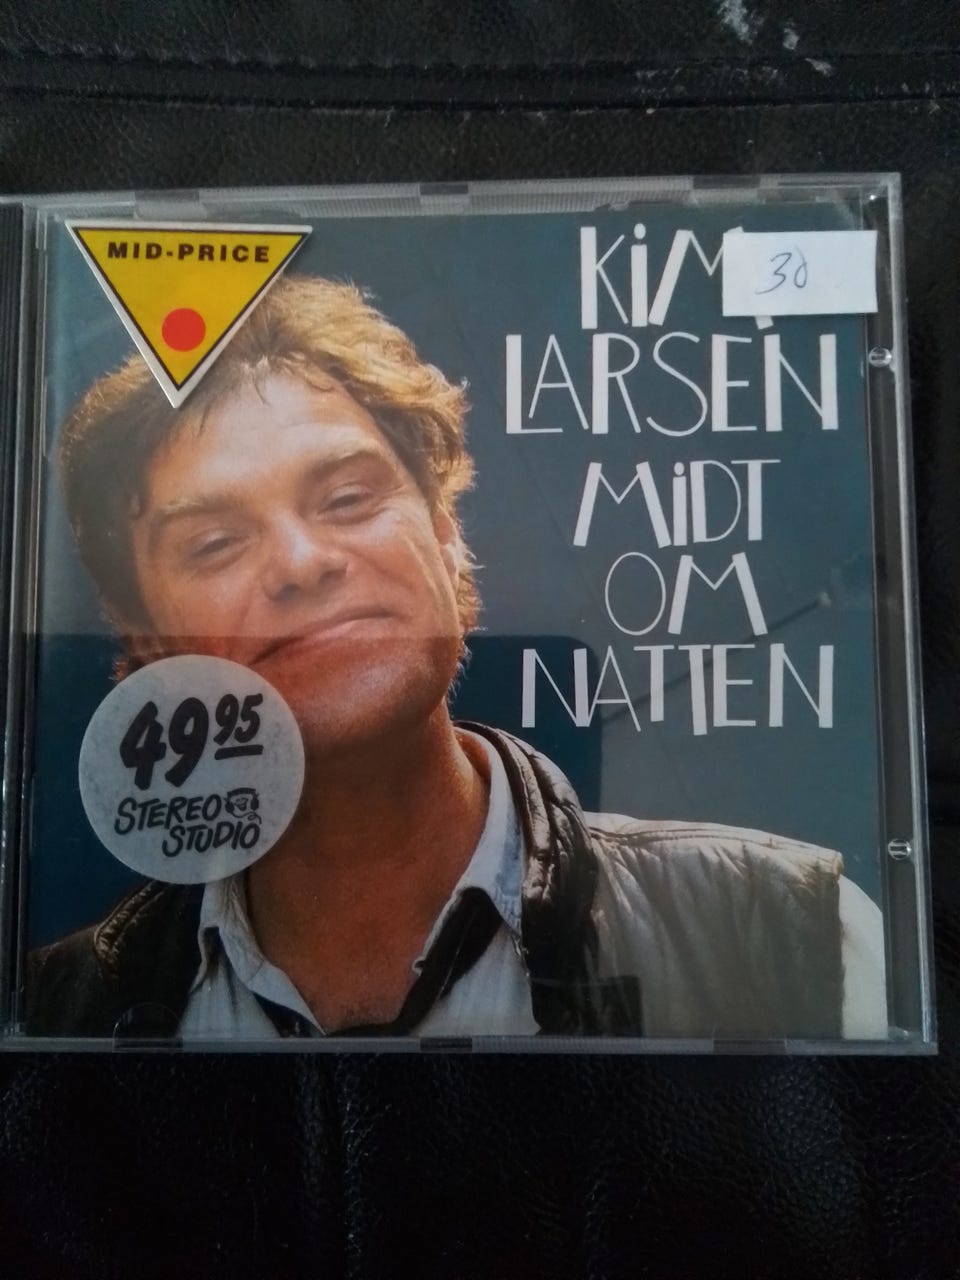 MID-PRICE
KiM
30
LARSEN
MiDT
OM
NATTEN
49 95
STEREO
STUDIO